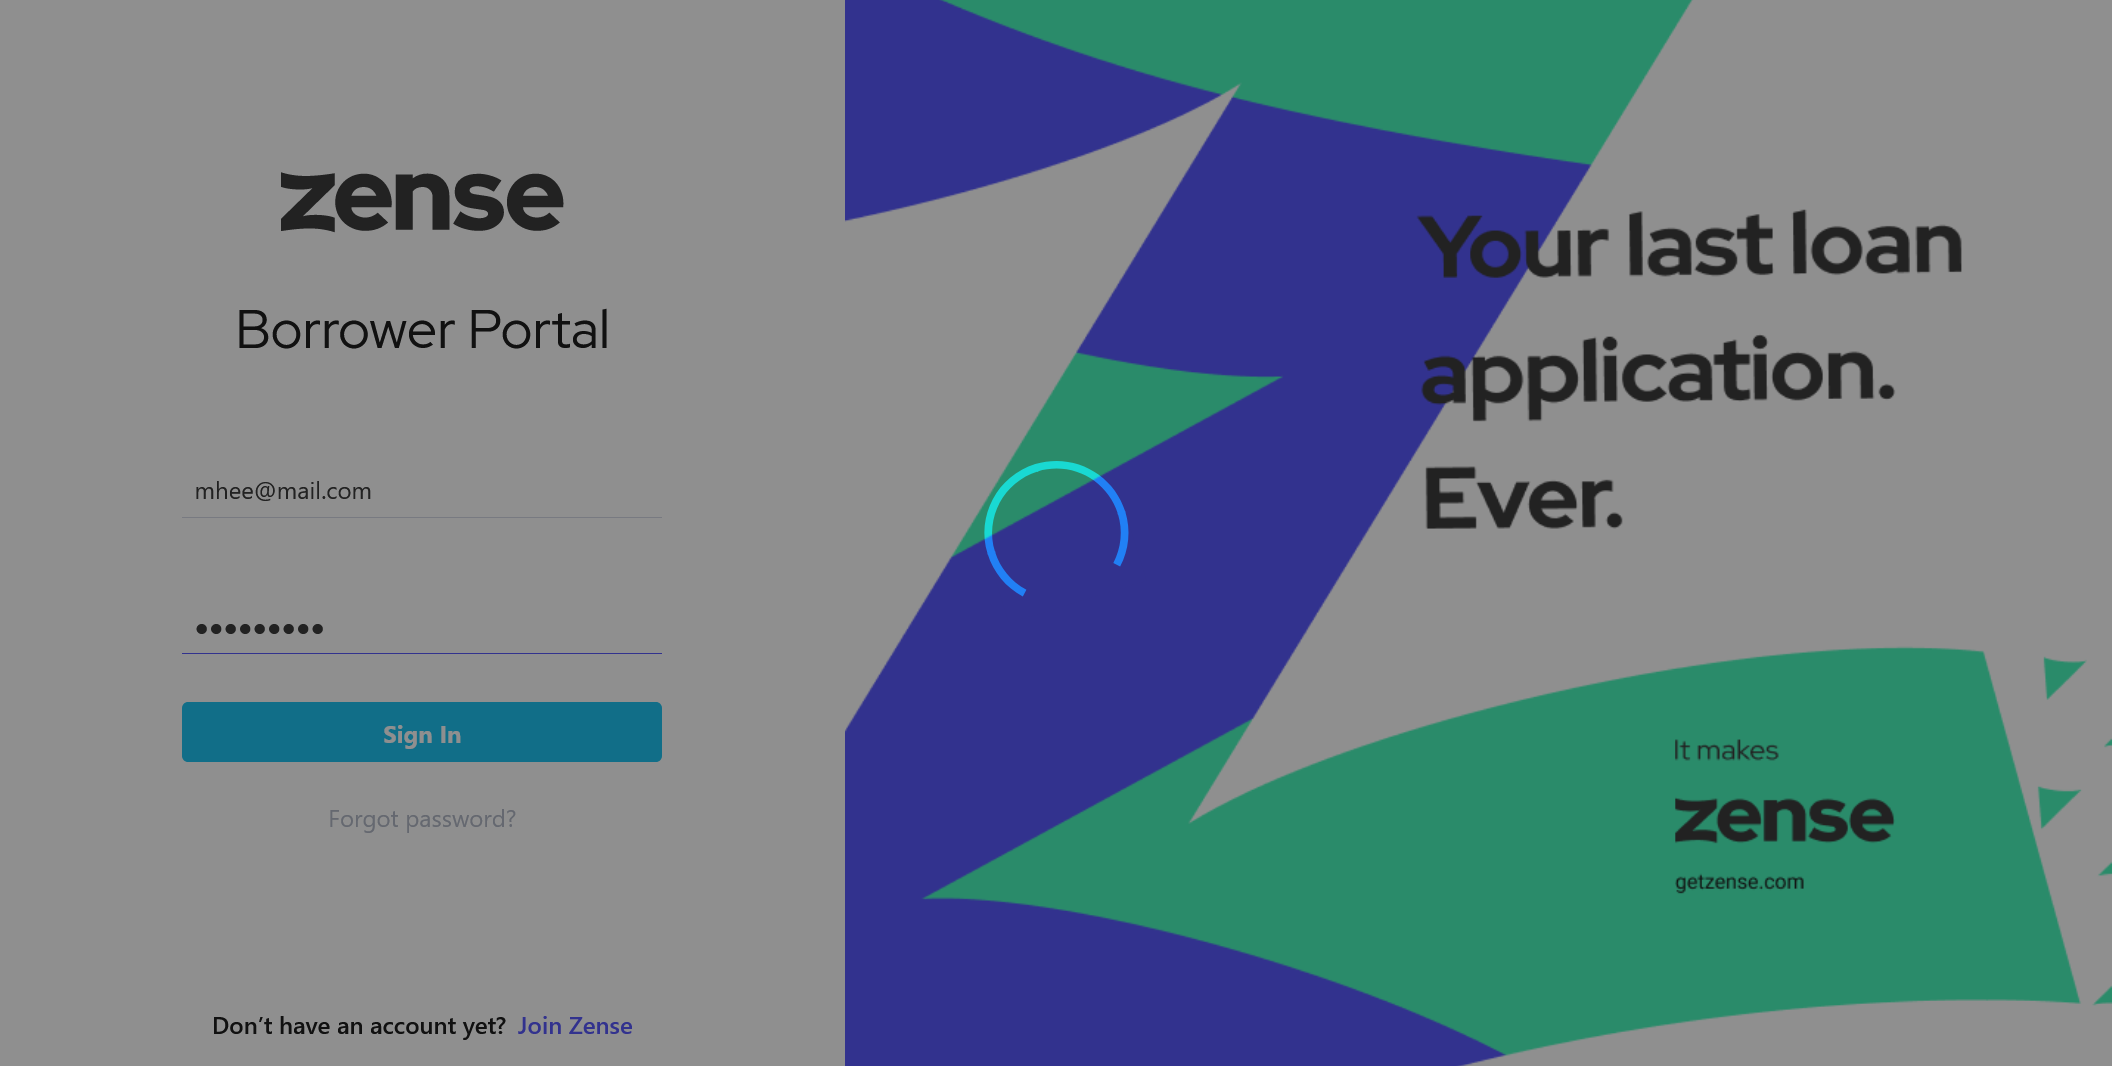 zense
Borrower Portal
mhee@mail.com
•••••••••
Sign In
Forgot password?
Don’t have an account yet? Join Zense
Your last loan
application.
Ever.
It makes
zense
getzense.com